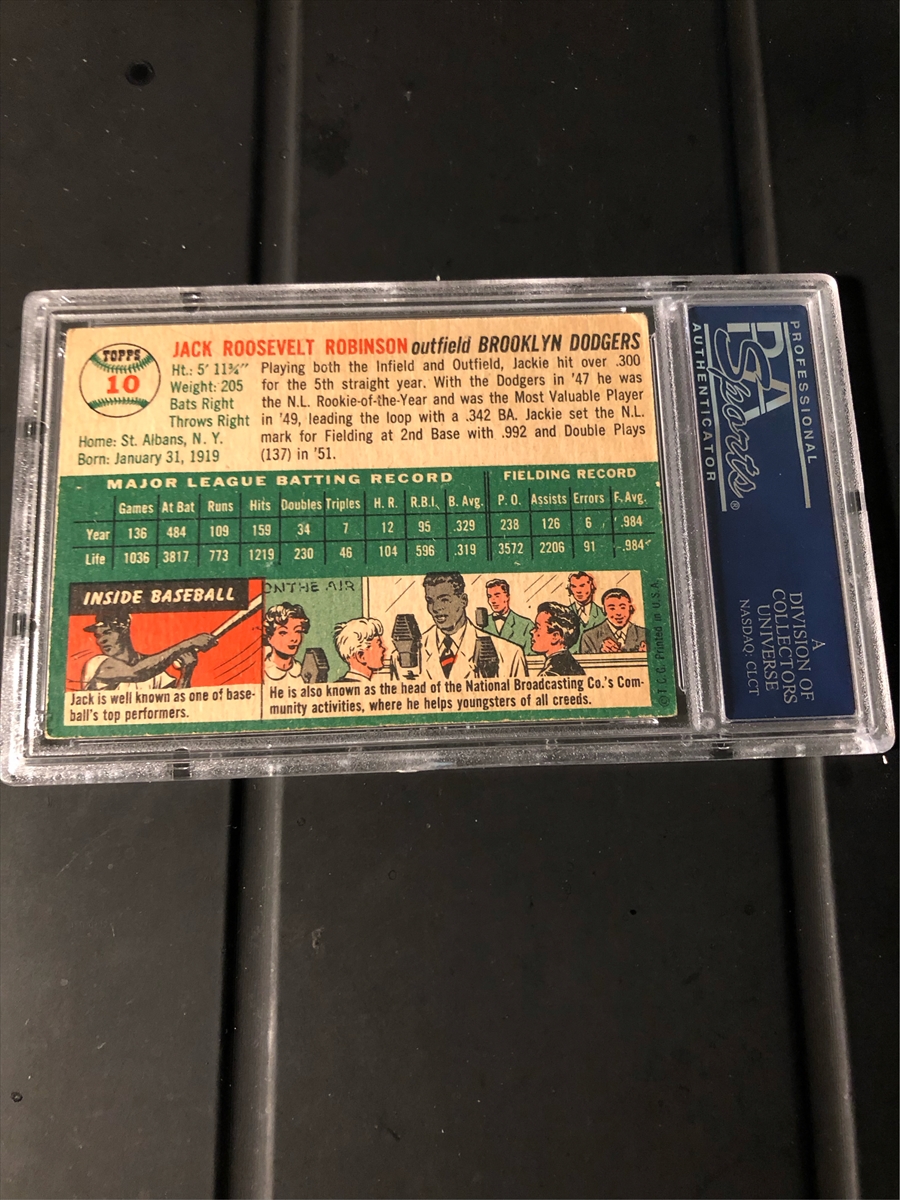 TOPPS
10
JACK ROOSEVELT ROBINSON outfield BROOKLYN DODGERS
Ht.: 5' 11¾"
Weight: 205
Bats Right
Throws Right
Home: St. Albans, N. Y.
Born: January 31, 1919
Playing both the Infield and Outfield, Jackie hit over .300
for the 5th straight year. With the Dodgers in '47 he was
the N.L. Rookie-of-the-Year and was the Most Valuable Player
in '49, leading the loop with a .342 BA. Jackie set the N.L.
mark for Fielding at 2nd Base with .992 and Double Plays
(137) in '51.
MAJOR LEAGUE BATTING RECORD FIELDING RECORD
Games At Bat Runs Hits Doubles Triples H. R. R.B.I. B. Avg. P. O. Assists Errors F. Avg.
Year 136 484 109 159 34 7 12 95 .329 238 126 6 .984
Life 1036 3817 773 1219 230 46 104 596 .319 3572 2206 91 .984
INSIDE BASEBALL
Jack is well known as one of base-
ball's top performers.
ON THE AIR
He is also known as the head of the National Broadcasting Co.'s Com-
munity activities, where he helps youngsters of all creeds.
© T. C. G. Printed in U. S. A.
PROFESSIONAL
PSA
Sports®
AUTHENTICATOR
A
DIVISION OF
COLLECTORS
UNIVERSE
NASDAQ: CLCT